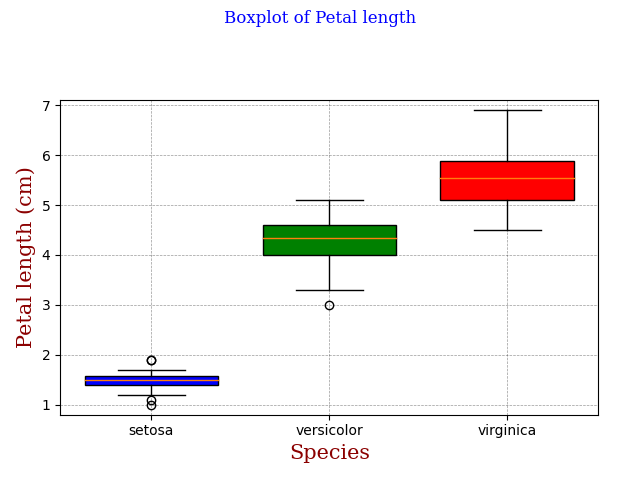 Boxplot of Petal length
7
6
5
4
3
2
1
Petal length (cm)
setosa versicolor virginica
Species